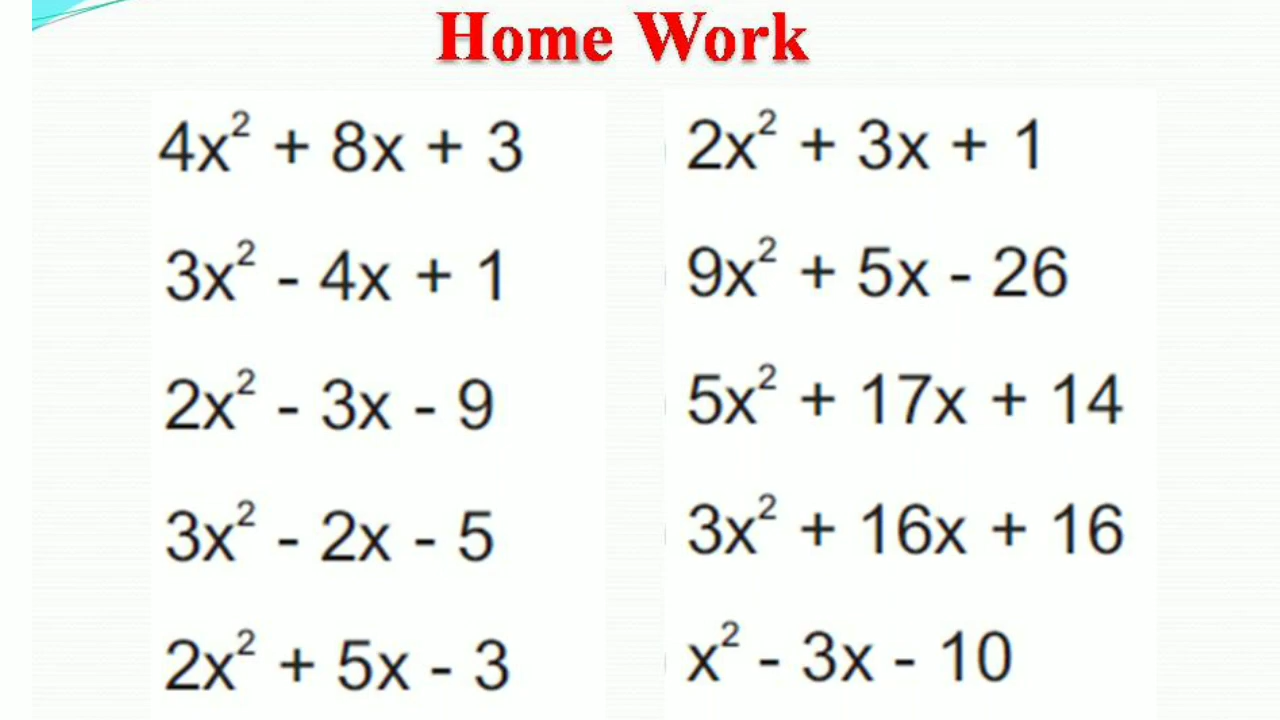 Home Work
4x² + 8x + 3
3x² - 4x + 1
2x² - 3x - 9
3x² - 2x - 5
2x² + 5x - 3
2x² + 3x + 1
9x² + 5x - 26
5x² + 17x + 14
3x² + 16x + 16
x² - 3x - 10